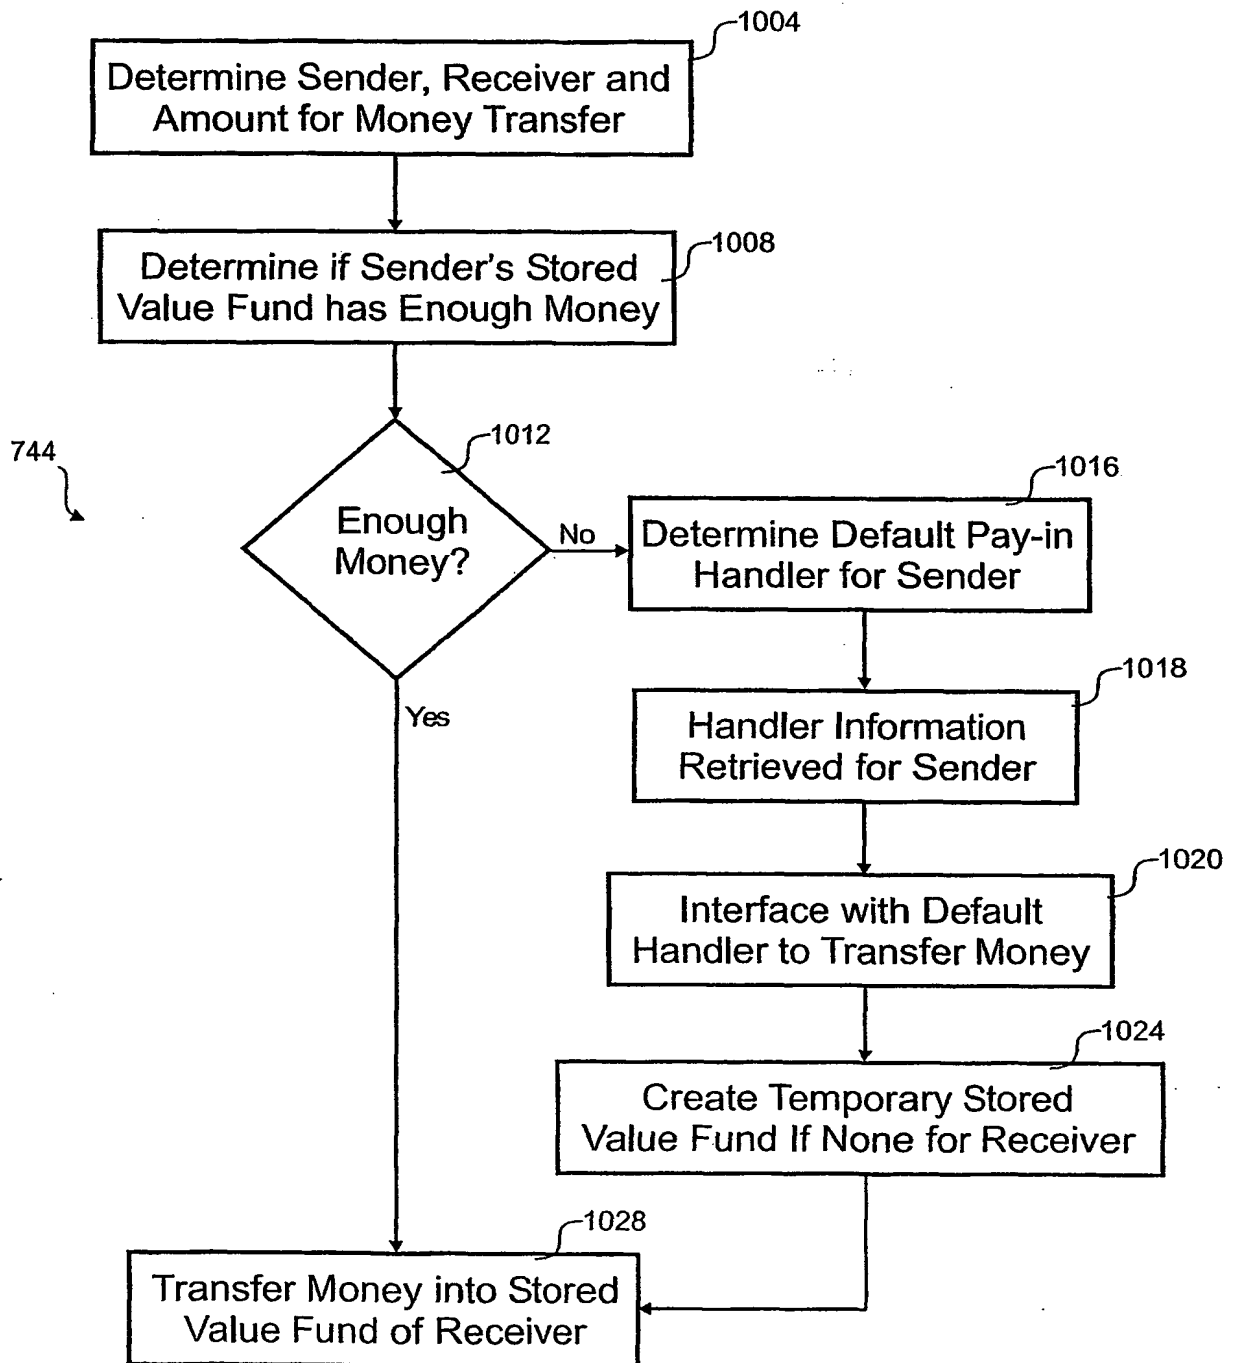 1004
Determine Sender, Receiver and
Amount for Money Transfer
1008
Determine if Sender's Stored
Value Fund has Enough Money
744
1012
Enough
Money?
No
Yes
1016
Determine Default Pay-in
Handler for Sender
1018
Handler Information
Retrieved for Sender
1020
Interface with Default
Handler to Transfer Money
1024
Create Temporary Stored
Value Fund If None for Receiver
1028
Transfer Money into Stored
Value Fund of Receiver